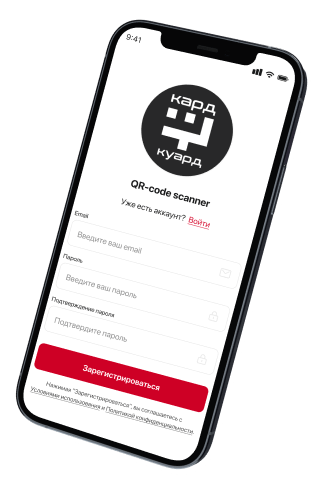 9:41
кард
куард
QR-code scanner
Уже есть аккаунт? Войти
Email
Введите ваш email
Пароль
Введите ваш пароль
Подтверждение пароля
Подтвердите пароль
Зарегистрироваться
Нажимая "Зарегистрироваться", вы соглашаетесь с
Условиями использования и Политикой конфиденциальности